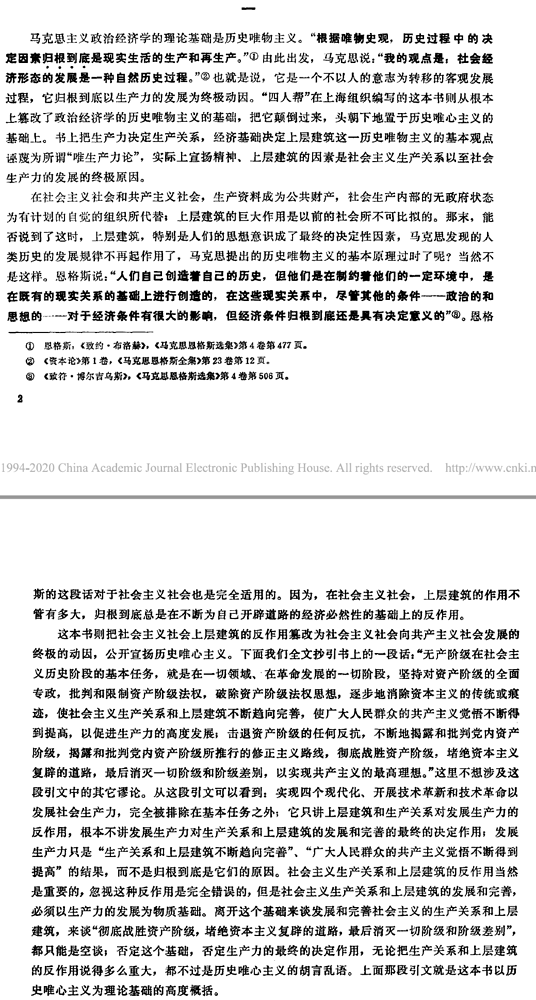 一
马克思主义政治经济学的理论基础是历史唯物主义。“根据唯物史观，历史过程中的决
定因素归根到底是现实生活的生产和再生产。”①由此出发，马克思说：“我的观点是：社会经
济形态的发展是一种自然历史过程。”②也就是说，它是一个不以人的意志为转移的客观发展
过程，它归根到底以生产力的发展为终极动因。“四人帮”在上海组织编写的这本书则从根本
上篡改了政治经济学的历史唯物主义的基础，把它颠倒过来，头朝下地置于历史唯心主义的
基础上。书上把生产力决定生产关系，经济基础决定上层建筑这一历史唯物主义的基本观点
诬蔑为所谓“唯生产力论”，实际上宣扬精神、上层建筑的因素是社会主义生产关系以至社会
生产力的发展的终极原因。
在社会主义社会和共产主义社会，生产资料成为公共财产，社会生产内部的无政府状态
为有计划的自觉的组织所代替；上层建筑的巨大作用是以前的社会所不可比拟的。那末，能
否说到了这时，上层建筑，特别是人们的思想意识成了最终的决定性因素，马克思发现的人
类历史的发展规律不再起作用了，马克思提出的历史唯物主义的基本原理过时了呢？当然不
是这样。恩格斯说：“人们自己创造着自己的历史，但他们是在制约着他们的一定环境中，是
在既有的现实关系的基础上进行创造的，在这些现实关系中，尽管其他的条件——政治的和
思想的——对于经济条件有很大的影响，但经济条件归根到底还是具有决定意义的”③。恩格
① 恩格斯：《致约·布洛赫》，《马克思恩格斯选集》第4卷第477页。
② 《资本论》第1卷，《马克思恩格斯全集》第23卷第12页。
③ 《致符·博尔吉乌斯》，《马克思恩格斯选集》第4卷第506页。
2
1994-2020 China Academic Journal Electronic Publishing House. All rights reserved. http://www.cnki.n
斯的这段话对于社会主义社会也是完全适用的。因为，在社会主义社会，上层建筑的作用不
管有多大，归根到底总是在不断为自己开辟道路的经济必然性的基础上的反作用。
这本书则把社会主义社会上层建筑的反作用篡改为社会主义社会向共产主义社会发展的
终极的动因，公开宣扬历史唯心主义。下面我们全文抄引书上的一段话：“无产阶级在社会主
义历史阶段的基本任务，就是在一切领域、在革命发展的一切阶段，坚持对资产阶级的全面
专政，批判和限制资产阶级法权，破除资产阶级法权思想，逐步地消除资本主义的传统或痕
迹，使社会主义生产关系和上层建筑不断趋向完善，使广大人民群众的共产主义觉悟不断得
到提高，以促进生产力的高度发展；击退资产阶级的任何反抗，不断地揭露和批判党内资产
阶级，揭露和批判党内资产阶级所推行的修正主义路线，彻底战胜资产阶级，堵绝资本主义
复辟的道路，最后消灭一切阶级和阶级差别，以实现共产主义的最高理想。”这里不想涉及这
段引文中的其它谬论。从这段引文可以看到：实现四个现代化、开展技术革新和技术革命以
发展社会生产力，完全被排除在基本任务之外；它只讲上层建筑和生产关系对发展生产力的
反作用，根本不讲发展生产力对生产关系和上层建筑的发展和完善的最终的决定作用；发展
生产力只是“生产关系和上层建筑不断趋向完善”、“广大人民群众的共产主义觉悟不断得到
提高”的结果，而不是归根到底是它们的原因。社会主义生产关系和上层建筑的反作用当然
是重要的，忽视这种反作用是完全错误的，但是社会主义生产关系和上层建筑的发展和完善，
必须以生产力的发展为物质基础。离开这个基础来谈发展和完善社会主义的生产关系和上层
建筑，来谈“彻底战胜资产阶级，堵绝资本主义复辟的道路，最后消灭一切阶级和阶级差别”，
都只能是空谈；否定这个基础，否定生产力的最终的决定作用，无论把生产关系和上层建筑
的反作用说得多么重大，都不过是历史唯心主义的胡言乱语。上面那段引文就是这本书以历
史唯心主义为理论基础的高度概括。